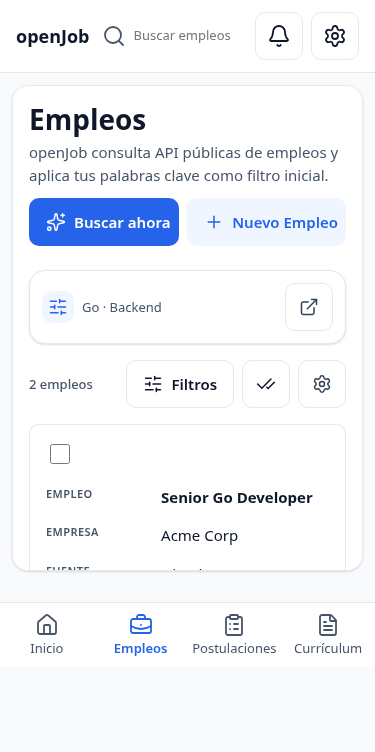 openJob
Buscar empleos
Empleos
openJob consulta API públicas de empleos y
aplica tus palabras clave como filtro inicial.
Buscar ahora
Nuevo Empleo
Go · Backend
2 empleos
Filtros
EMPLEO
Senior Go Developer
EMPRESA
Acme Corp
Inicio
Empleos
Postulaciones
Currículum